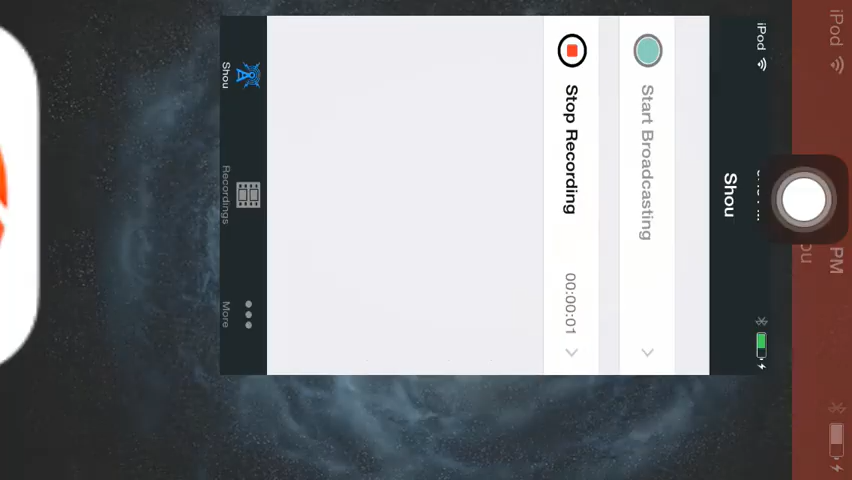 iPod
PM
iPod
Shou
Start Broadcasting
Stop Recording
00:00:01
Shou
Recordings
More